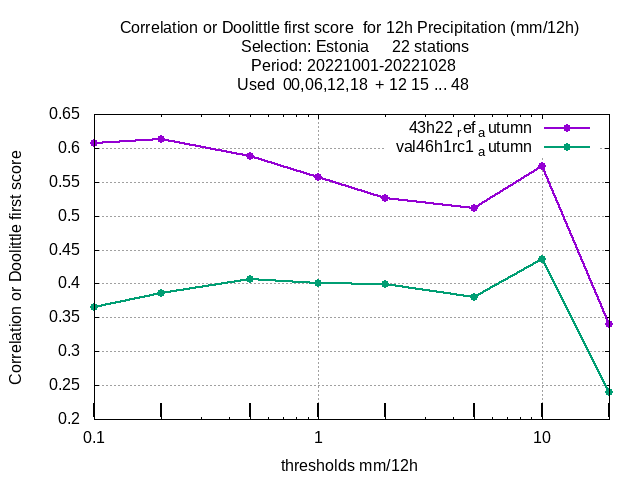 Correlation or Doolittle first score  for 12h Precipitation (mm/12h)
Selection: Estonia     22 stations
Period: 20221001-20221028
Used  00,06,12,18  + 12 15 ... 48
43h22 ref a utumn
val46h1rc1 a utumn
Correlation or Doolittle first score
0.65
0.6
0.55
0.5
0.45
0.4
0.35
0.3
0.25
0.2
0.1
1
10
thresholds mm/12h